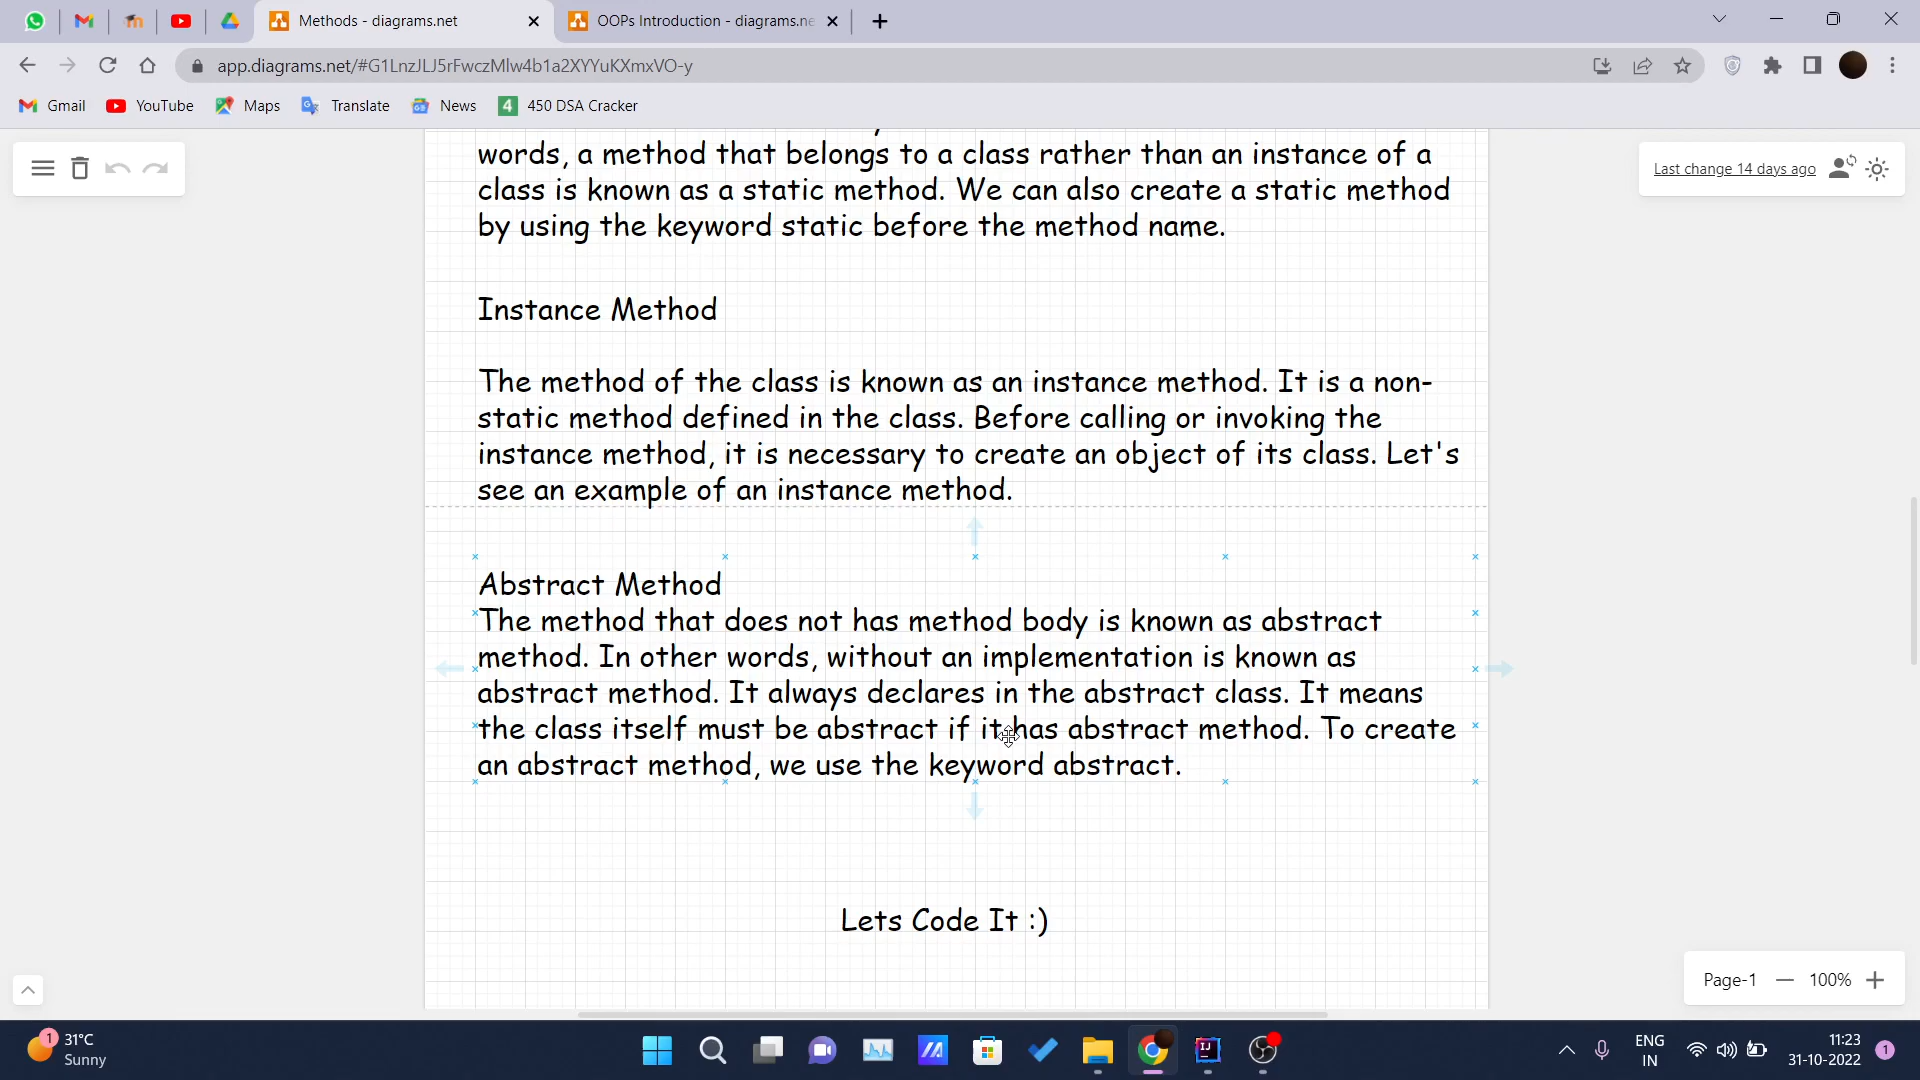 Methods - diagrams.net
OOPs Introduction - diagrams.ne
app.diagrams.net/#G1LnzJLJ5rFwczMlw4b1a2XYYuKXmxVO-y
Gmail
YouTube
Maps
Translate
News
4
450 DSA Cracker
Last change 14 days ago
words, a method that belongs to a class rather than an instance of a
class is known as a static method. We can also create a static method
by using the keyword static before the method name.
Instance Method
The method of the class is known as an instance method. It is a non-
static method defined in the class. Before calling or invoking the
instance method, it is necessary to create an object of its class. Let's
see an example of an instance method.
Abstract Method
The method that does not has method body is known as abstract
method. In other words, without an implementation is known as
abstract method. It always declares in the abstract class. It means
the class itself must be abstract if it has abstract method. To create
an abstract method, we use the keyword abstract.
Lets Code It :)
Page-1
100%
1
31°C
Sunny
IJ
ENG
IN
11:23
31-10-2022
1